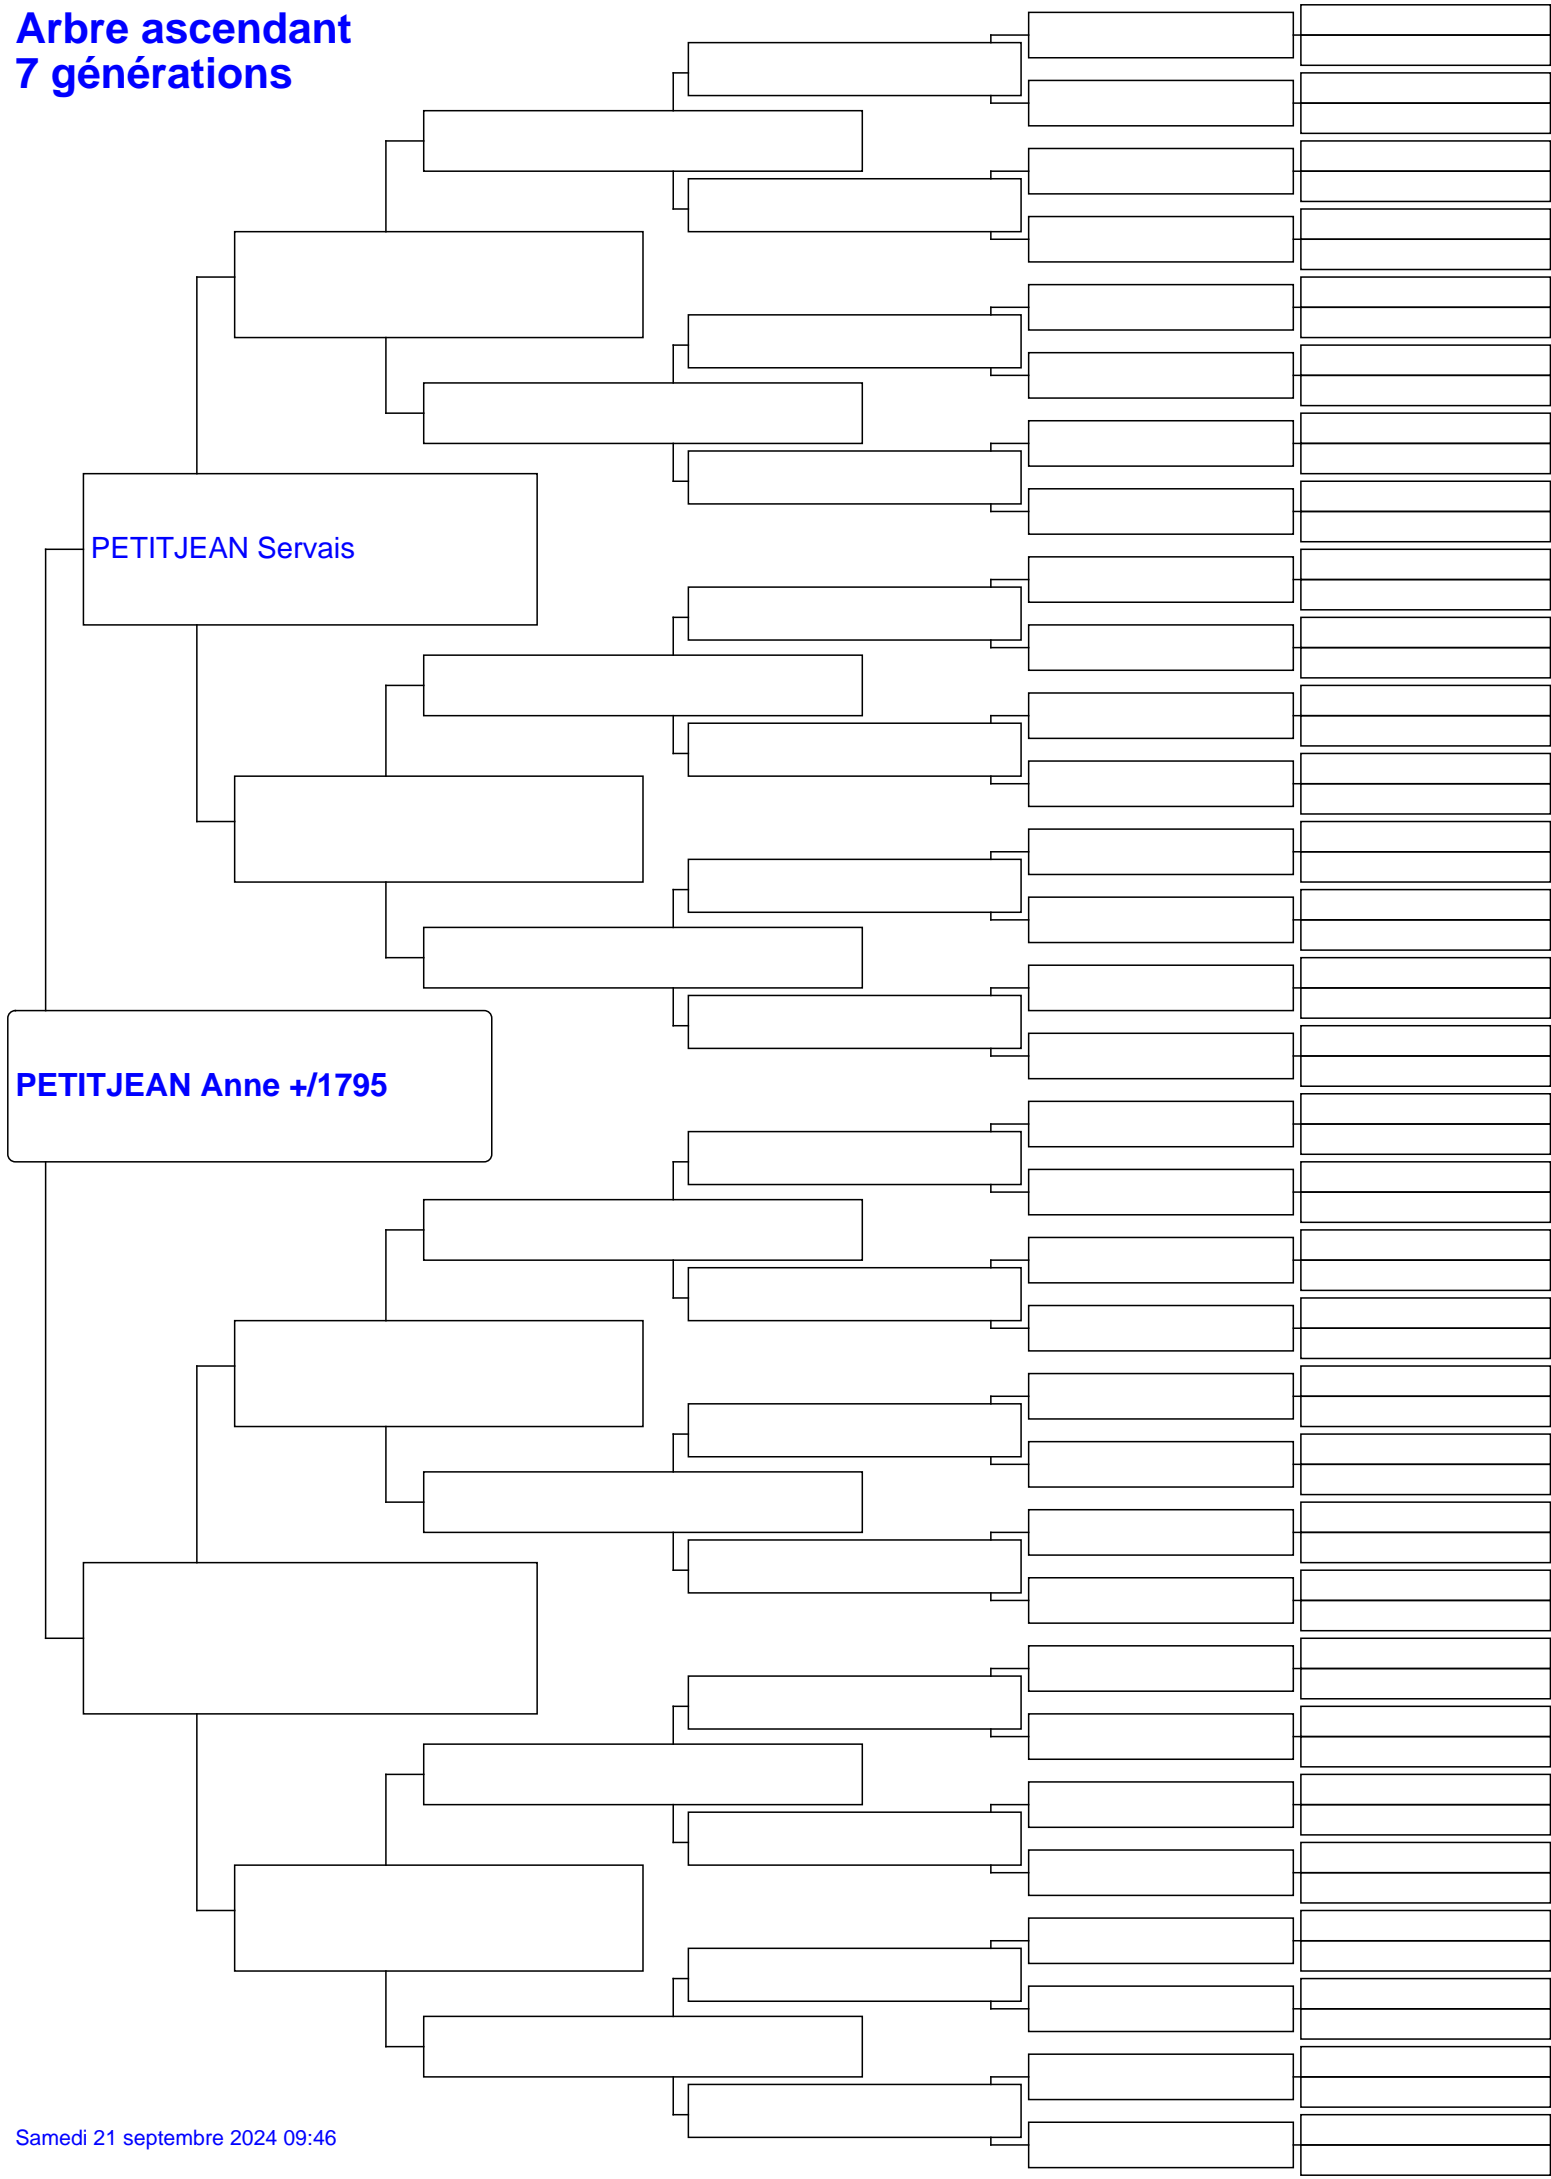 Arbre ascendant
7 générations
PETITJEAN Servais
PETITJEAN Anne +/1795
Samedi 21 septembre 2024 09:46